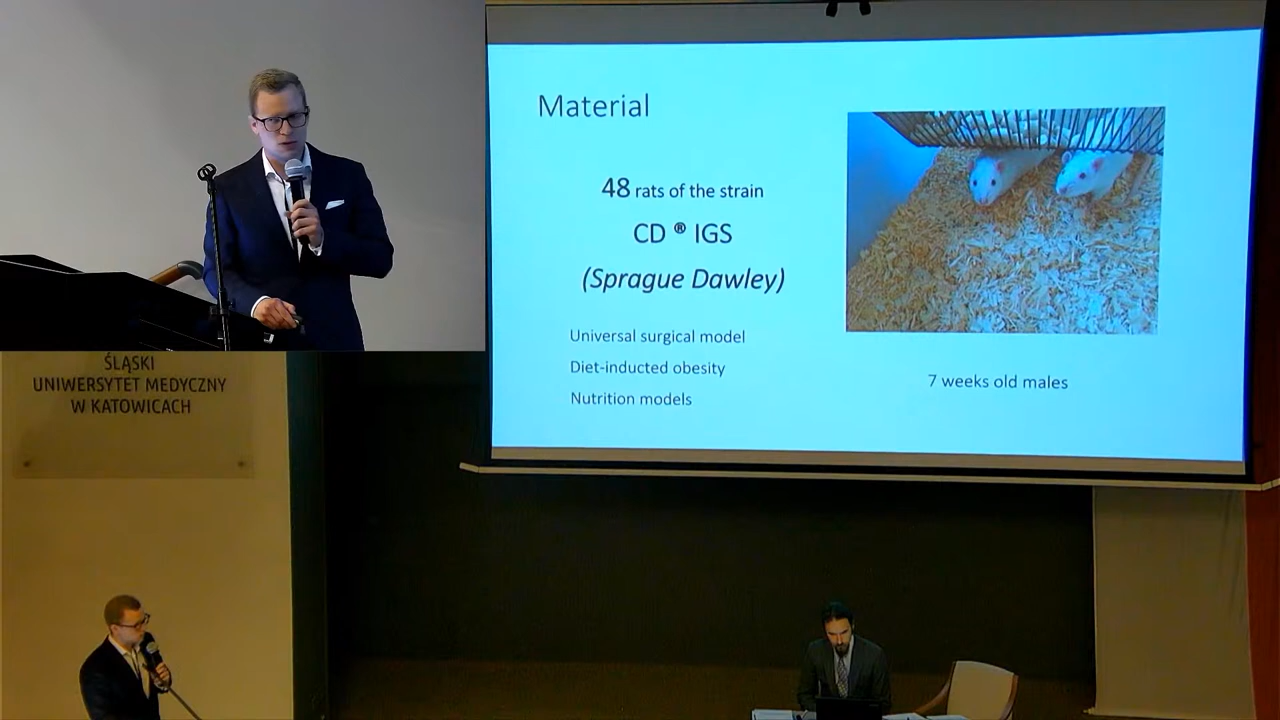 Material
48 rats of the strain
CD ® IGS
(Sprague Dawley)
Universal surgical model
Diet-inducted obesity
Nutrition models
7 weeks old males
ŚLĄSKI
UNIWERSYTET MEDYCZNY
W KATOWICACH